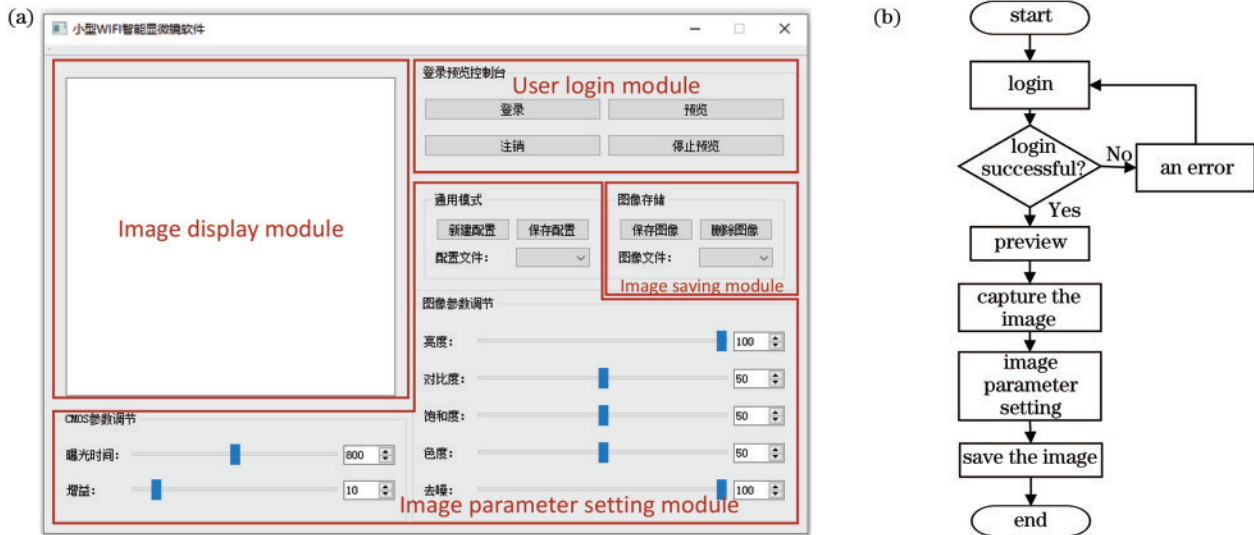 (a)
小型WIFI智能显微镜软件
登录预览控制台
User login module
登录
预览
注销
停止预览
Image display module
通用模式
新建配置
保存配置
配置文件:
图像存储
保存图像
删除图像
图像文件:
Image saving module
图像参数调节
亮度:
100
对比度:
50
饱和度:
50
色度:
50
去噪:
100
CMOS参数调节
曝光时间:
800
增益:
10
Image parameter setting module
(b)
start
login
login
successful?
No
an error
Yes
preview
capture the
image
image
parameter
setting
save the image
end